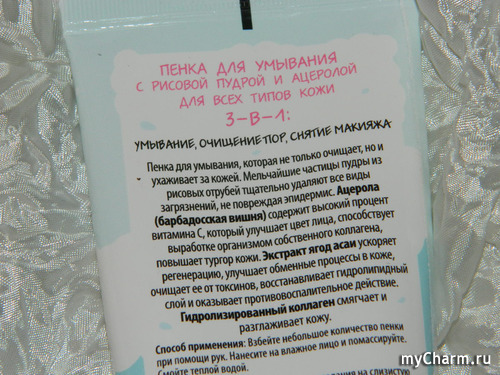 ПЕНКА ДЛЯ УМЫВАНИЯ
С РИСОВОЙ ПУДРОЙ И АЦЕРОЛОЙ
ДЛЯ ВСЕХ ТИПОВ КОЖИ
3-В-1:
УМЫВАНИЕ, ОЧИЩЕНИЕ ПОР, СНЯТИЕ МАКИЯЖА
Пенка для умывания, которая не только очищает, но и
ухаживает за кожей. Мельчайшие частицы пудры из
рисовых отрубей тщательно удаляют все виды
загрязнений, не повреждая эпидермис. Ацерола
(барбадосская вишня) содержит высокий процент
витамина С, который улучшает цвет лица, способствует
выработке организмом собственного коллагена,
повышает тургор кожи. Экстракт ягод асаи ускоряет
регенерацию, улучшает обменные процессы в коже,
очищает ее от токсинов, восстанавливает гидролипидный
слой и оказывает противовоспалительное действие.
Гидролизированный коллаген смягчает и
разглаживает кожу.
Способ применения: Взбейте небольшое количество пенки
при помощи рук. Нанесите на влажное лицо и помассируйте.
Смойте теплой водой.
на слизистую
myCharm.ru